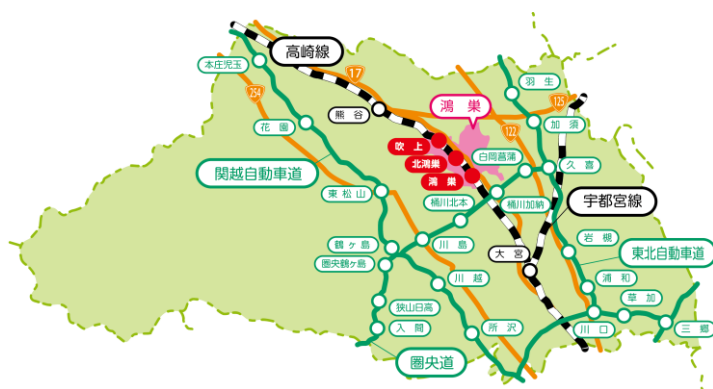 高崎線
本庄児玉
17
254
熊谷
鴻巣
羽生
125
花園
122
加須
吹上
北鴻巣
鴻巣
白岡菖蒲
久喜
関越自動車道
東松山
桶川北本
桶川加納
宇都宮線
鶴ヶ島
川島
大宮
岩槻
東北自動車道
圏央鶴ヶ島
川越
浦和
草加
狭山日高
入間
所沢
川口
三郷
圏央道